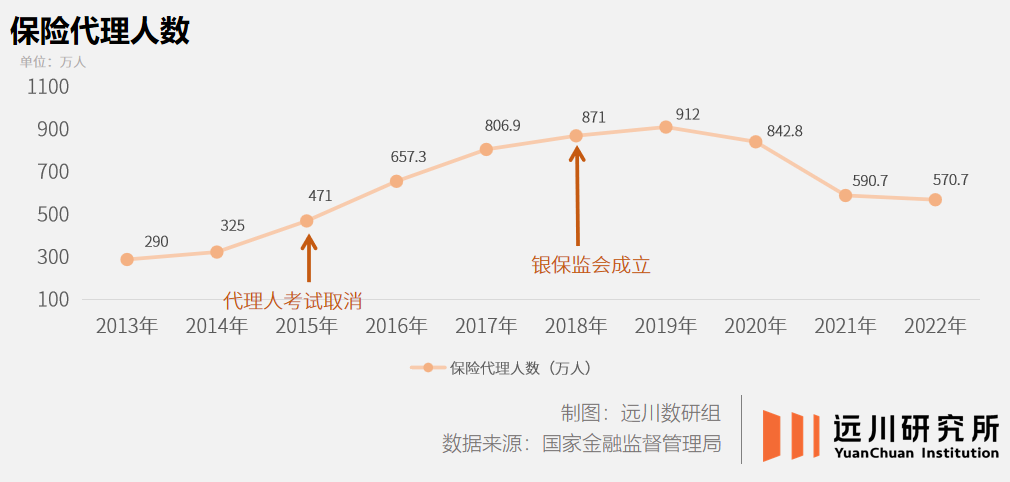 保险代理人数
单位：万人
1100
900
700
500
300
100
290
325
471
657.3
806.9
871
912
842.8
590.7
570.7
代理人考试取消
银保监会成立
2013年 2014年 2015年 2016年 2017年 2018年 2019年 2020年 2021年 2022年
保险代理人数（万人）
制图：远川数研组
数据来源：国家金融监督管理局
远川研究所
YuanChuan Institution